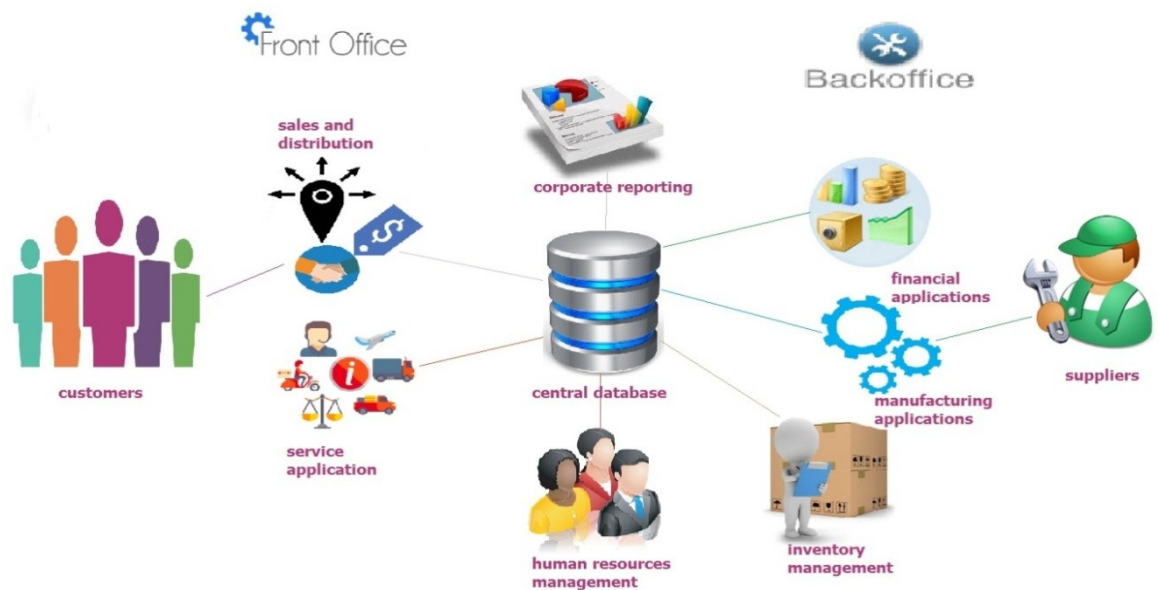 Front Office
Backoffice
sales and
distribution
corporate reporting
financial
applications
customers
central database
suppliers
manufacturing
applications
service
application
human resources
management
inventory
management